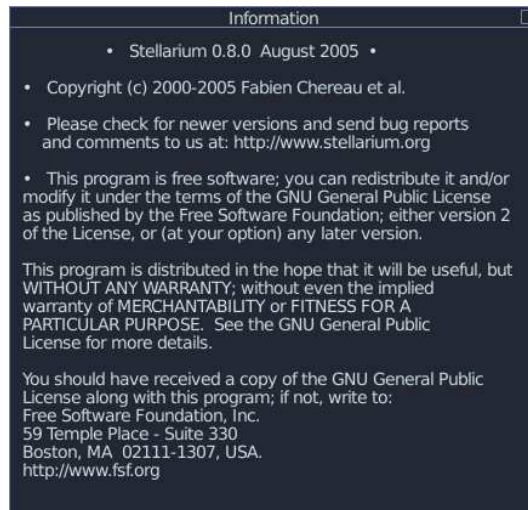 Information
• Stellarium 0.8.0 August 2005 •
• Copyright (c) 2000-2005 Fabien Chereau et al.
• Please check for newer versions and send bug reports
and comments to us at: http://www.stellarium.org
• This program is free software; you can redistribute it and/or
modify it under the terms of the GNU General Public License
as published by the Free Software Foundation; either version 2
of the License, or (at your option) any later version.
This program is distributed in the hope that it will be useful, but
WITHOUT ANY WARRANTY; without even the implied
warranty of MERCHANTABILITY or FITNESS FOR A
PARTICULAR PURPOSE. See the GNU General Public
License for more details.
You should have received a copy of the GNU General Public
License along with this program; if not, write to:
Free Software Foundation, Inc.
59 Temple Place - Suite 330
Boston, MA 02111-1307, USA.
http://www.fsf.org